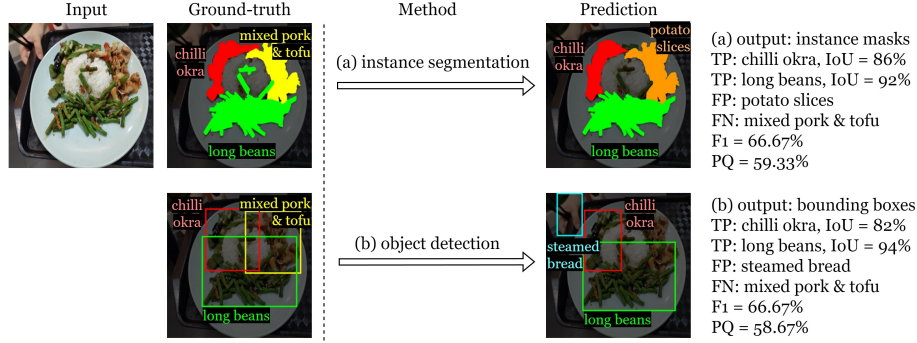 Input
Ground-truth
Method
Prediction
chilli
okra
mixed pork
& tofu
long beans
(a) instance segmentation
chilli
okra
potato
slices
long beans
(a) output: instance masks
TP: chilli okra, IoU = 86%
TP: long beans, IoU = 92%
FP: potato slices
FN: mixed pork & tofu
F1 = 66.67%
PQ = 59.33%
chilli
okra
mixed pork
& tofu
long beans
(b) object detection
chilli
okra
steamed
bread
long beans
(b) output: bounding boxes
TP: chilli okra, IoU = 82%
TP: long beans, IoU = 94%
FP: steamed bread
FN: mixed pork & tofu
F1 = 66.67%
PQ = 58.67%